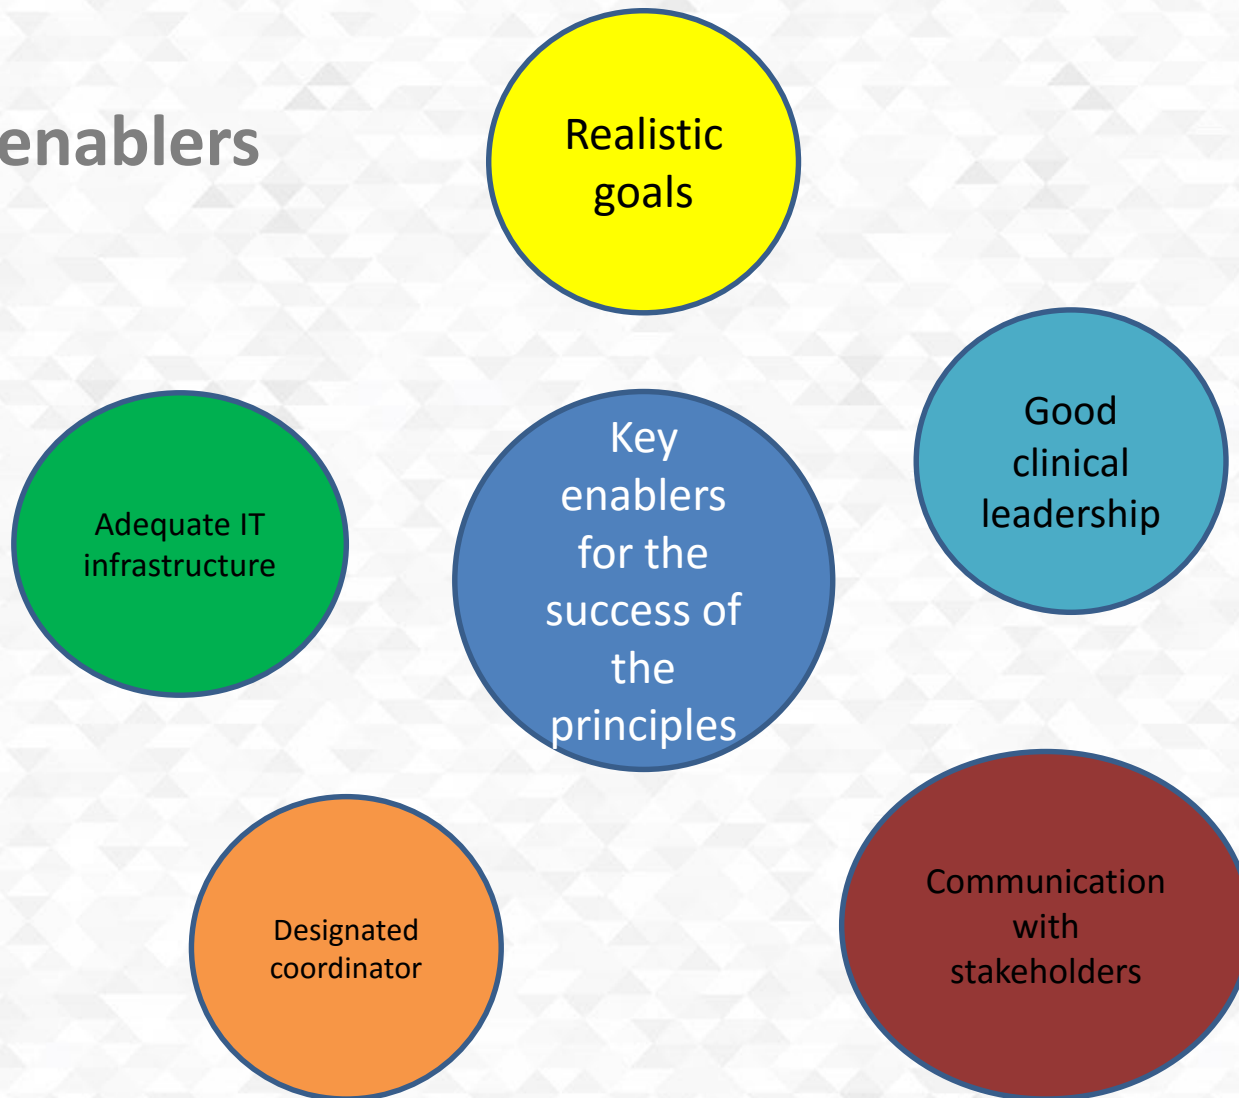 enablers
Realistic
goals
Good
clinical
leadership
Key
enablers
for the
success of
the
principles
Adequate IT
infrastructure
Communication
with
stakeholders
Designated
coordinator